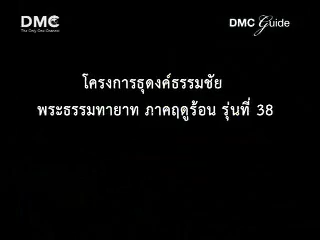 DMC
The Only One Channel
DMC Guide
โครงการธุดงค์ธรรมชัย
พระธรรมทายาท ภาคฤดูร้อน รุ่นที่ 38